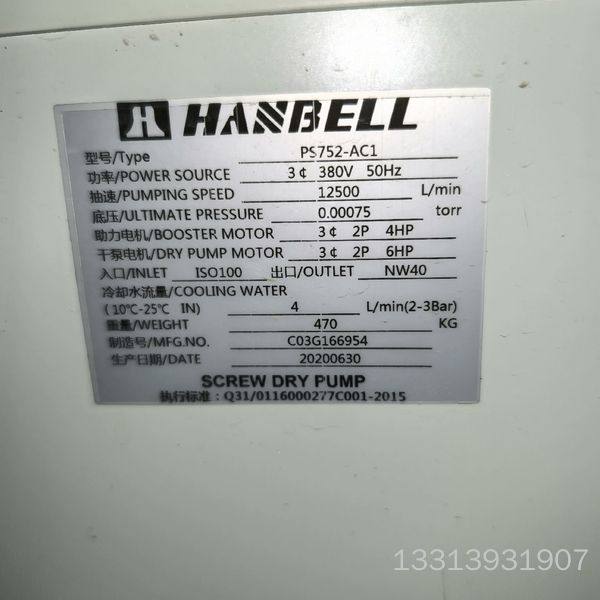 HANBELL
型号/Type PS752-AC1
功率/POWER SOURCE 3¢ 380V 50Hz
抽速/PUMPING SPEED 12500 L/min
底压/ULTIMATE PRESSURE 0.00075 torr
助力电机/BOOSTER MOTOR 3¢ 2P 4HP
干泵电机/DRY PUMP MOTOR 3¢ 2P 6HP
入口/INLET ISO100 出口/OUTLET NW40
冷却水流量/COOLING WATER
(10℃-25℃ IN) 4 L/min(2-3Bar)
重量/WEIGHT 470 KG
制造号/MFG.NO. C03G166954
生产日期/DATE 20200630
SCREW DRY PUMP
执行标准：Q31/0116000277C001-2015
13313931907